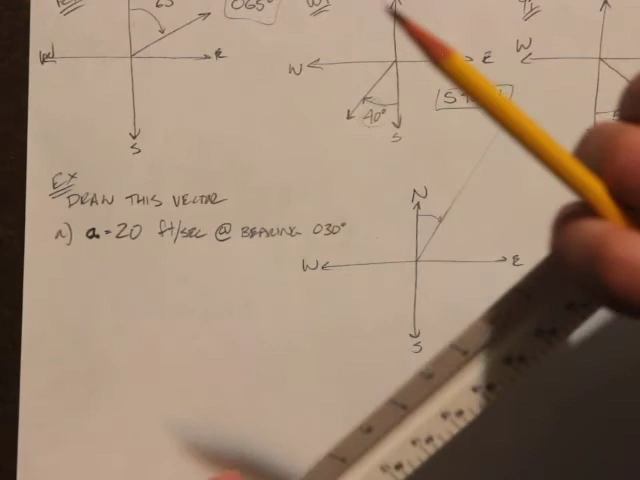 065°
W
E
S
W
E
40°
S
W
EX
DRAW THIS VECTOR
a) a = 20 ft/sec @ BEARING 030°
N
W
E
S